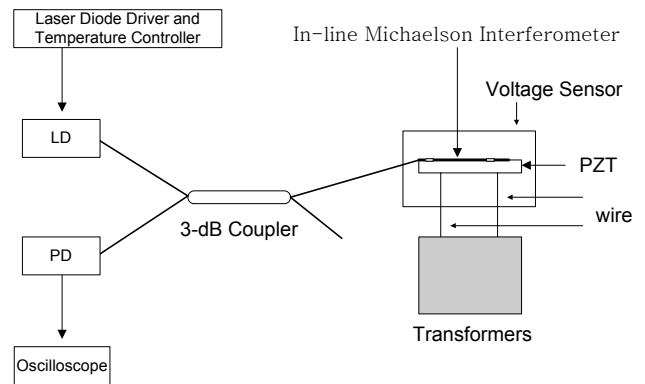 Laser Diode Driver and
Temperature Controller
In-line Michaelson Interferometer
Voltage Sensor
LD
PZT
3-dB Coupler
wire
PD
Transformers
Oscilloscope